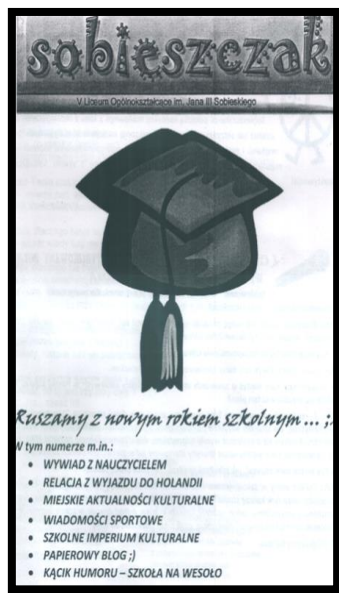 sobieszczak
V Liceum Ogólnokształcące im. Jana III Sobieskiego
Ruszamy z nowym rokiem szkolnym ... ;
W tym numerze m.in.:
• WYWIAD Z NAUCZYCIELEM
• RELACJA Z WYJAZDU DO HOLANDII
• MIEJSKIE AKTUALNOŚCI KULTURALNE
• WIADOMOŚCI SPORTOWE
• SZKOLNE IMPERIUM KULTURALNE
• PAPIEROWY BLOG ;)
• KĄCIK HUMORU – SZKOŁA NA WESOŁO